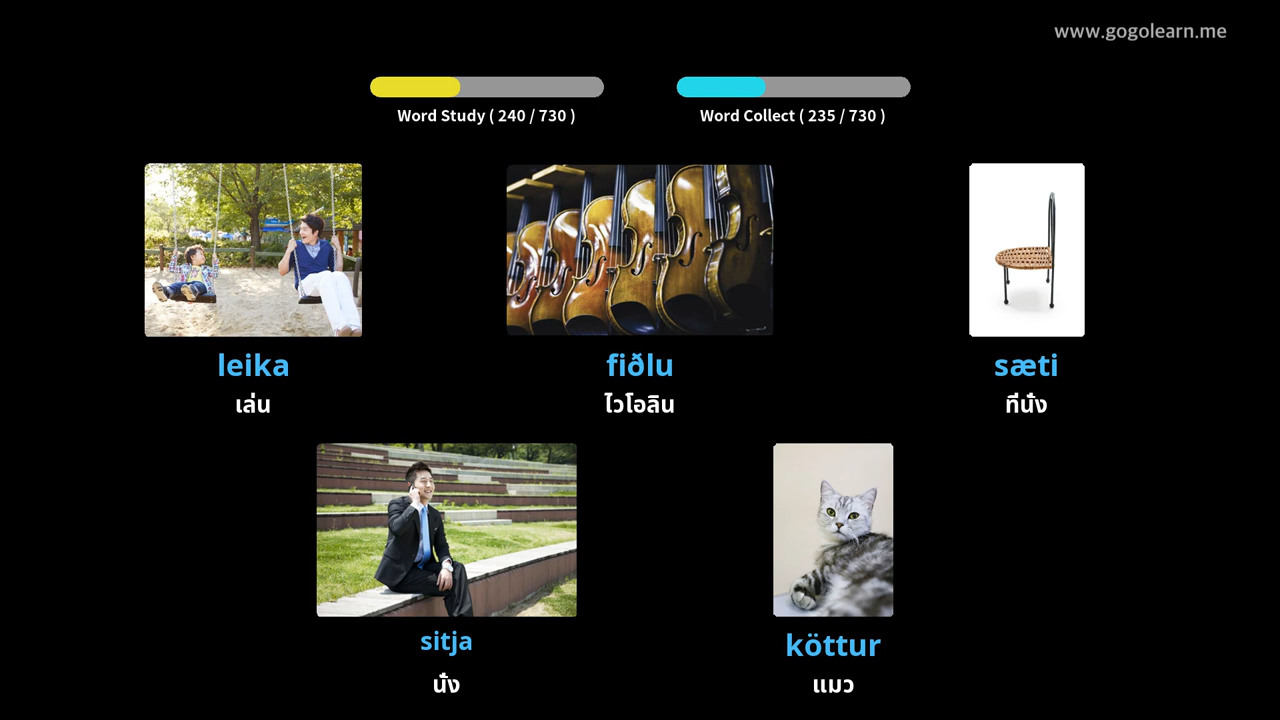 www.gogolearn.me
Word Study ( 240 / 730 )
Word Collect ( 235 / 730 )
leika
เล่น
fiðlu
ไวโอลิน
sæti
ที่นั่ง
sitja
นั่ง
köttur
แมว